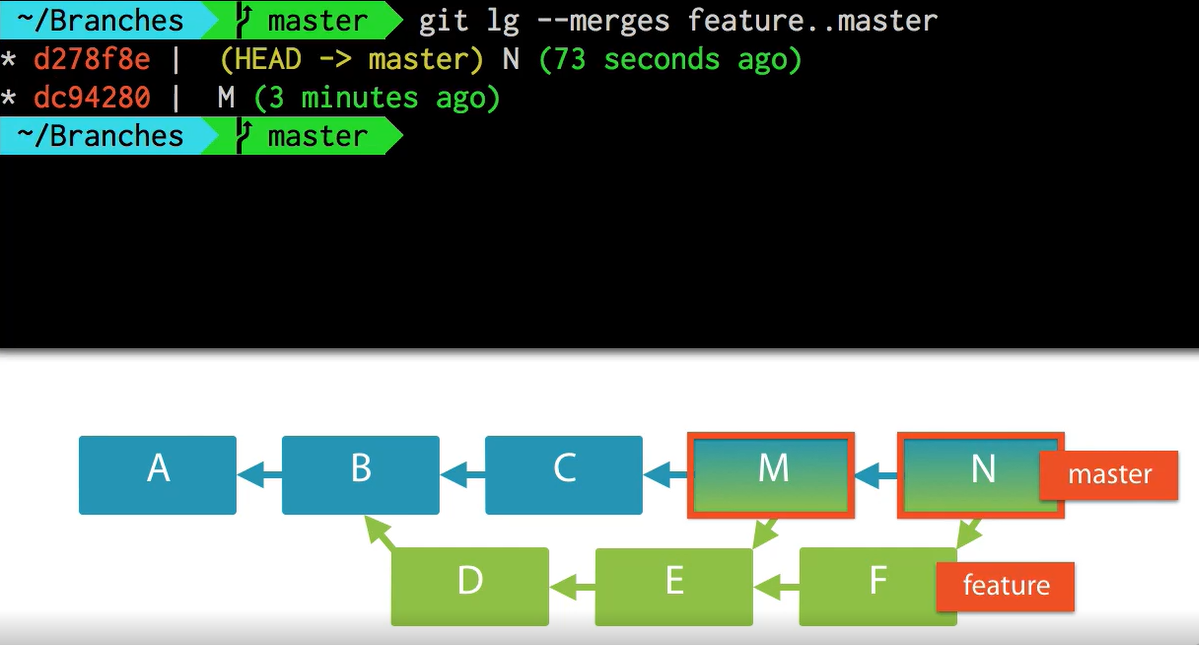 ~/Branches master git lg --merges feature..master
* d278f8e | (HEAD -> master) N (73 seconds ago)
* dc94280 | M (3 minutes ago)
~/Branches master
A B C M N master
D E F feature